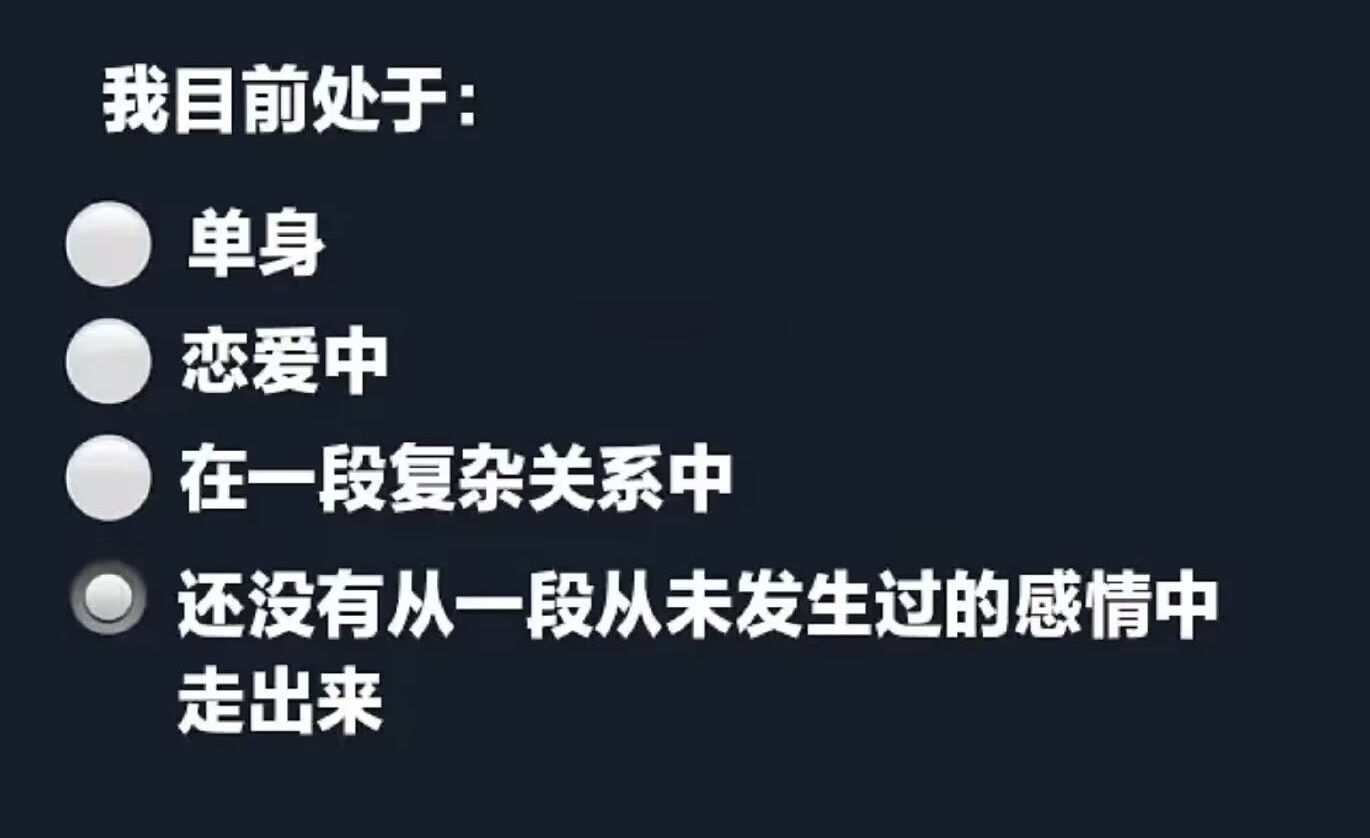 我目前处于：
单身
恋爱中
在一段复杂关系中
还没有从一段从未发生过的感情中
走出来